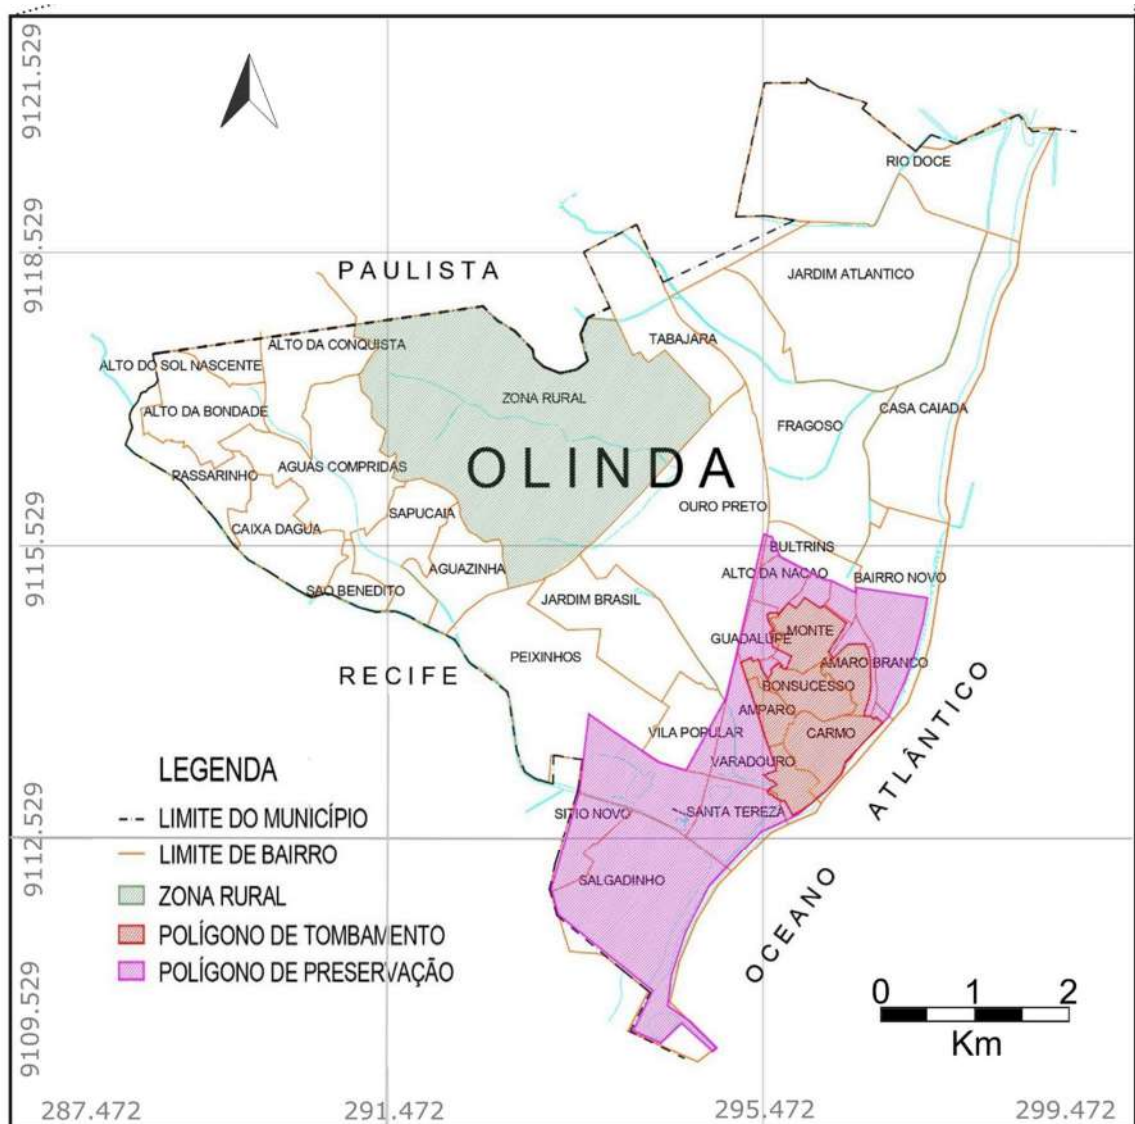 9121.529
RIO DOCE
9118.529
PAULISTA
JARDIM ATLANTICO
TABAJARA
ALTO DA CONQUISTA
ALTO DO SOL NASCENTE
ZONA RURAL
ALTO DA BONDADE
CASA CAIADA
FRAGOSO
OLINDA
AGUAS COMPRIDAS
PASSARINHO
OURO PRETO
SAPUCAIA
CAIXA DAGUA
9115.529
BULTRINS
AGUAZINHA
ALTO DA NACAO
BAIRRO NOVO
SAO BENEDITO
JARDIM BRASIL
MONTE
GUADALUPE
PEIXINHOS
AMARO BRANCO
RECIFE
BONSUCESSO
AMPARO
VILA POPULAR
CARMO
VARADOURO
OCEANO ATLÂNTICO
SITIO NOVO
SANTA TEREZA
9112.529
SALGADINHO
LEGENDA
LIMITE DO MUNICÍPIO
LIMITE DE BAIRRO
ZONA RURAL
POLÍGONO DE TOMBAMENTO
POLÍGONO DE PRESERVAÇÃO
9109.529
0 1 2
Km
287.472 291.472 295.472 299.472